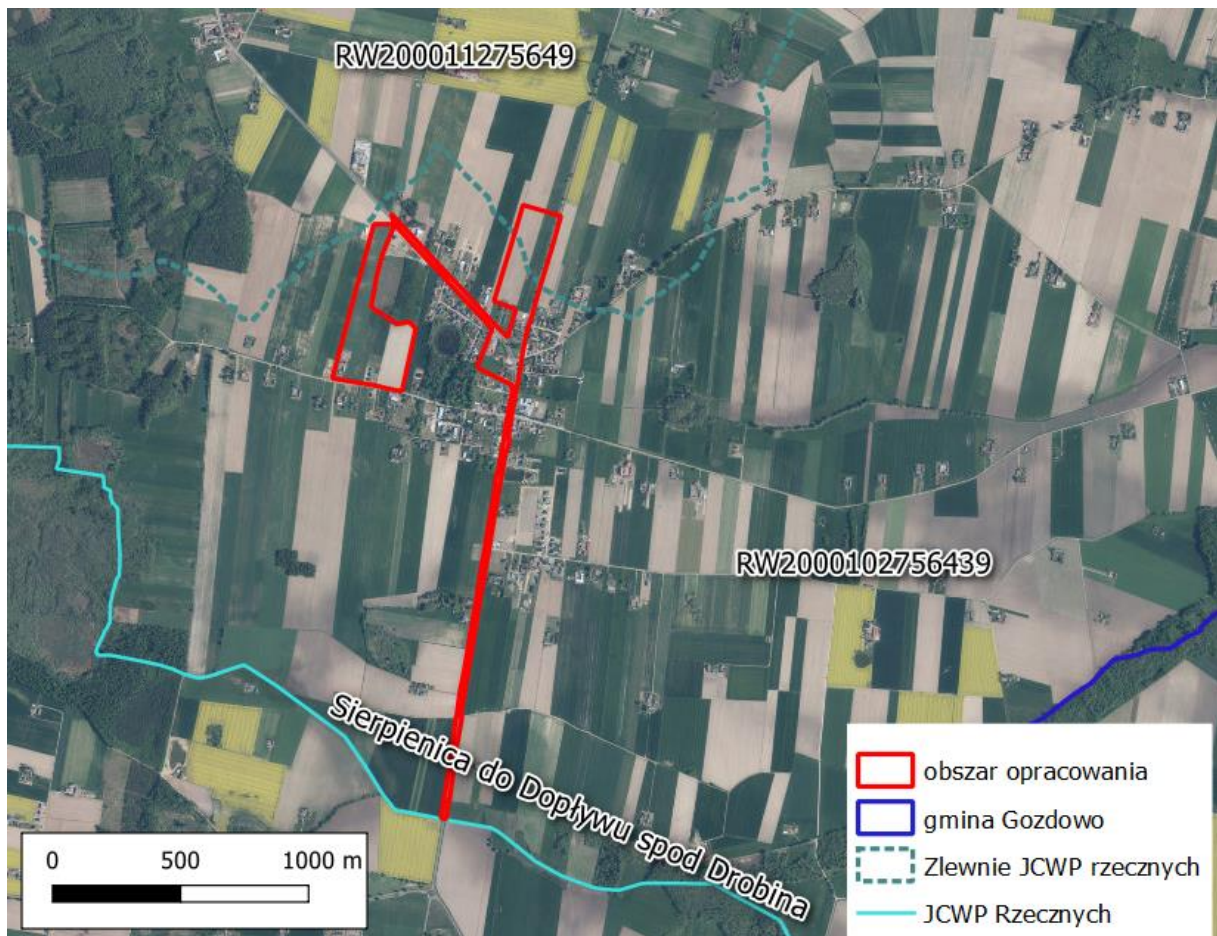 RW200011275649
RW2000102756439
Sierpienica do Dopływu spod Drobina
obszar opracowania
gmina Gozdowo
Zlewnie JCWP rzecznych
JCWP Rzecznych
0 500 1000 m